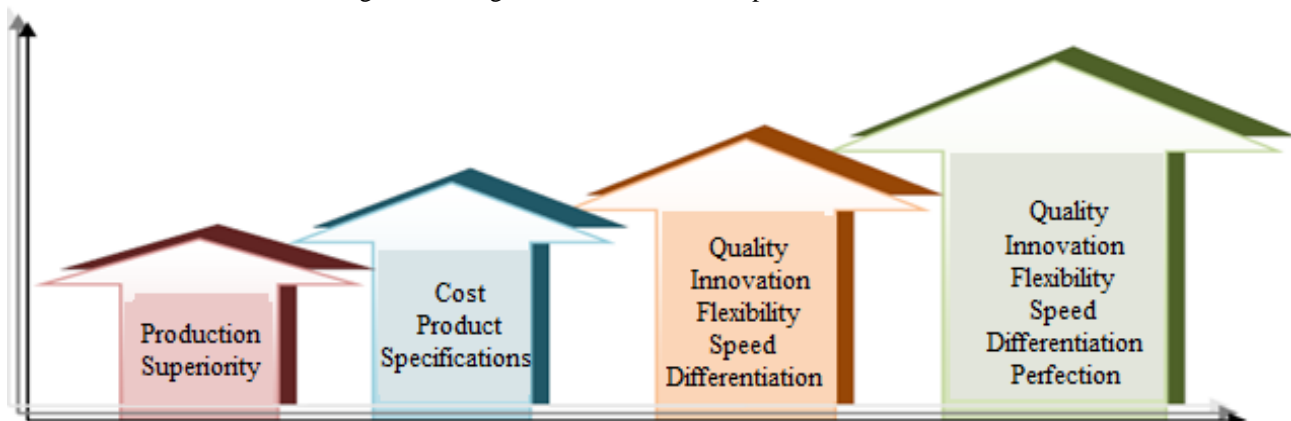 Production
Superiority
Cost
Product
Specifications
Quality
Innovation
Flexibility
Speed
Differentiation
Quality
Innovation
Flexibility
Speed
Differentiation
Perfection